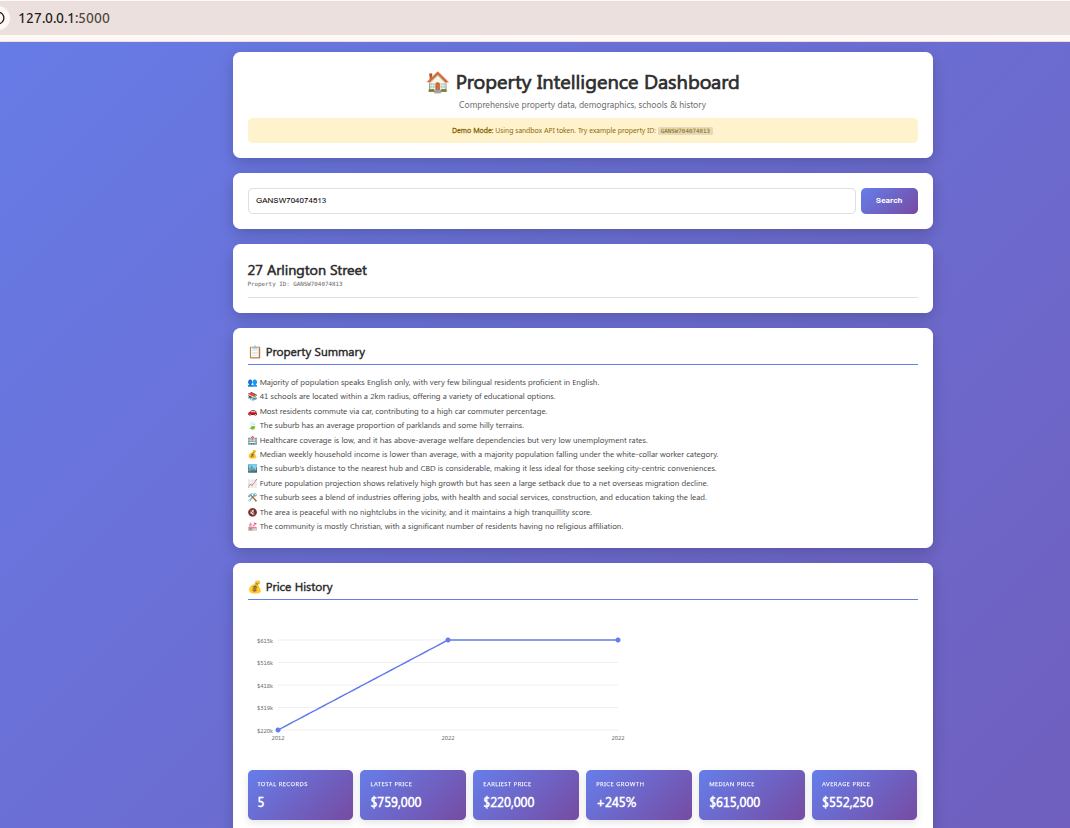 127.0.0.1:5000
🏠 Property Intelligence Dashboard
Comprehensive property data, demographics, schools & history
Demo Mode: Using sandbox API token. Try example property ID: GANSW704074813
GANSW704074813
Search
27 Arlington Street
Property ID: GANSW704074813
📋 Property Summary
👥 Majority of population speaks English only, with very few bilingual residents proficient in English.
📚 41 schools are located within a 2km radius, offering a variety of educational options.
🚗 Most residents commute via car, contributing to a high car commuter percentage.
🍃 The suburb has an average proportion of parklands and some hilly terrains.
🏥 Healthcare coverage is low, and it has above-average welfare dependencies but very low unemployment rates.
💰 Median weekly household income is lower than average, with a majority population falling under the white-collar worker category.
🏙️ The suburb's distance to the nearest hub and CBD is considerable, making it less ideal for those seeking city-centric conveniences.
📈 Future population projection shows relatively high growth but has seen a large setback due to a net overseas migration decline.
🛠️ The suburb sees a blend of industries offering jobs, with health and social services, construction, and education taking the lead.
🔇 The area is peaceful with no nightclubs in the vicinity, and it maintains a high tranquillity score.
💒 The community is mostly Christian, with a significant number of residents having no religious affiliation.
💰 Price History
$615k
$516k
$418k
$319k
$220k
2012 2022 2022
TOTAL RECORDS LATEST PRICE EARLIEST PRICE PRICE GROWTH MEDIAN PRICE AVERAGE PRICE
5 $759,000 $220,000 +245% $615,000 $552,250